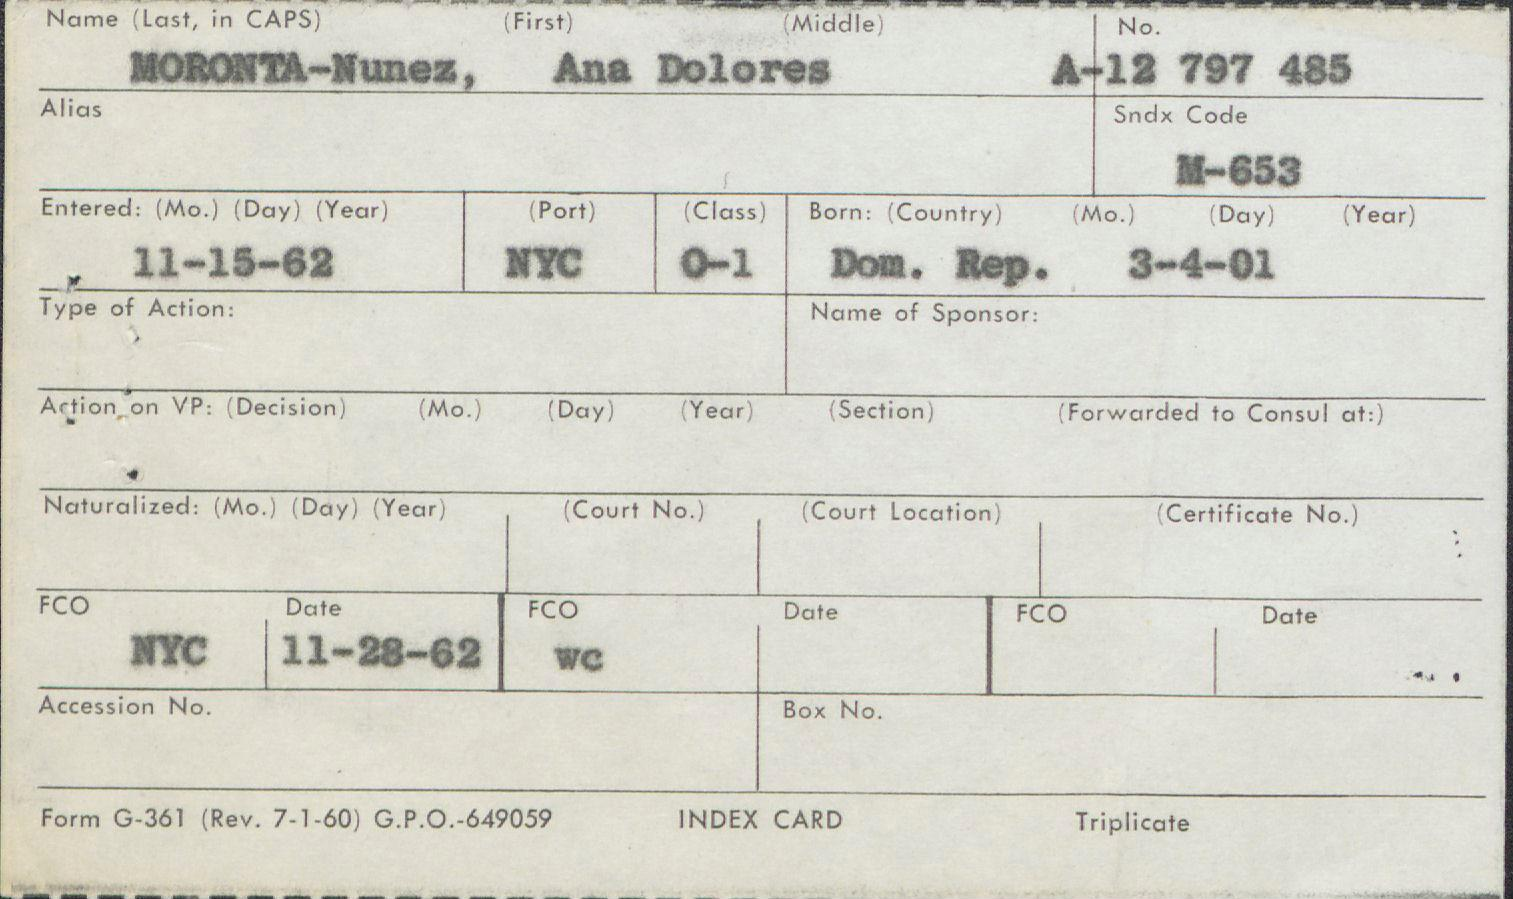 Name (Last, in CAPS) (First) (Middle) No.
MORONTA-Nunez, Ana Dolores A-12 797 485
Alias Sndx Code
M-653
Entered: (Mo.) (Day) (Year) (Port) (Class) Born: (Country) (Mo.) (Day) (Year)
11-15-62 NYC O-1 Dom. Rep. 3-4-01
Type of Action: Name of Sponsor:
Action on VP: (Decision) (Mo.) (Day) (Year) (Section) (Forwarded to Consul at:)
Naturalized: (Mo.) (Day) (Year) (Court No.) (Court Location) (Certificate No.)
FCO Date FCO Date FCO Date
NYC 11-28-62 wc
Accession No. Box No.
Form G-361 (Rev. 7-1-60) G.P.O.-649059 INDEX CARD Triplicate